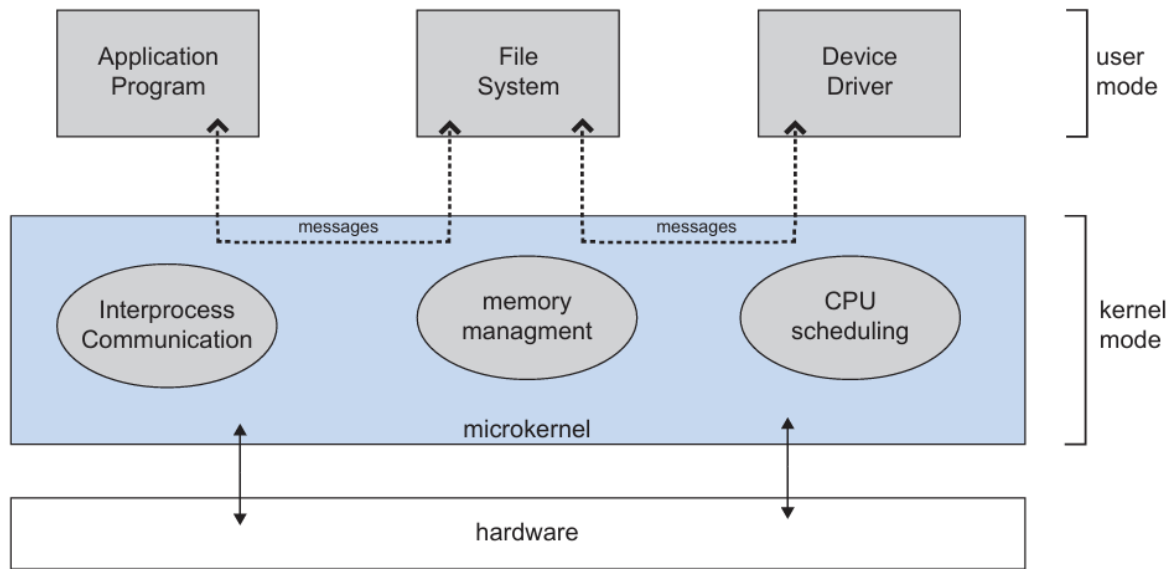 Application
Program
File
System
Device
Driver
user
mode
messages
messages
Interprocess
Communication
memory
managment
CPU
scheduling
kernel
mode
microkernel
hardware